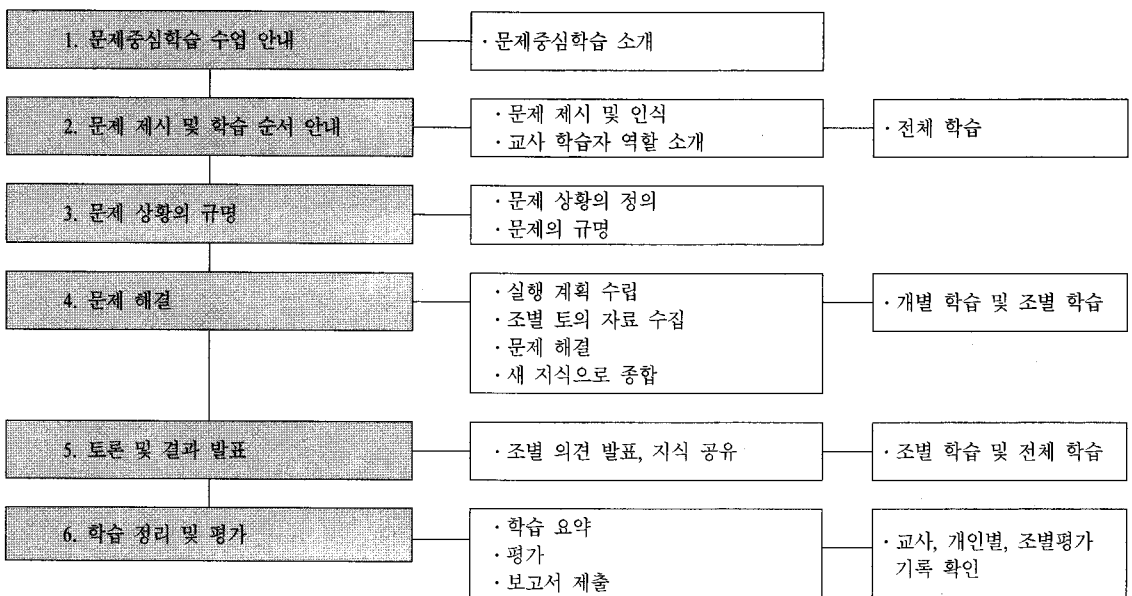 1. 문제중심학습 수업 안내
· 문제중심학습 소개
2. 문제 제시 및 학습 순서 안내
· 문제 제시 및 인식
· 교사 학습자 역할 소개
· 전체 학습
3. 문제 상황의 규명
· 문제 상황의 정의
· 문제의 규명
4. 문제 해결
· 실행 계획 수립
· 조별 토의 자료 수집
· 문제 해결
· 새 지식으로 종합
· 개별 학습 및 조별 학습
5. 토론 및 결과 발표
· 조별 의견 발표, 지식 공유
· 조별 학습 및 전체 학습
6. 학습 정리 및 평가
· 학습 요약
· 평가
· 보고서 제출
· 교사, 개인별, 조별평가
기록 확인